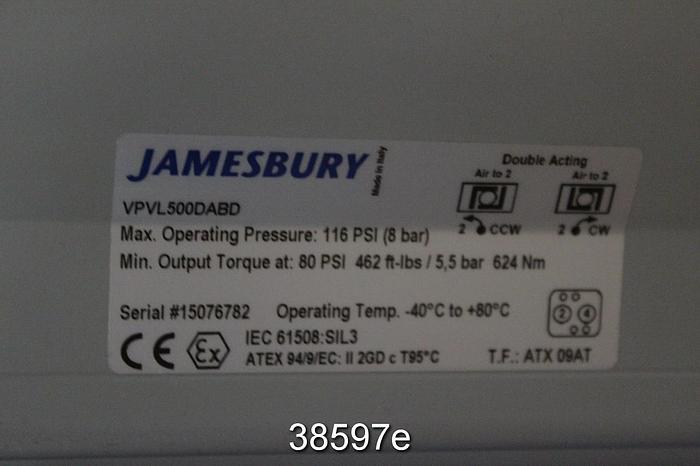 JAMESBURY
Made in Italy
Double Acting
Air to 2 Air to 2
2 CCW 2 CW
VPVL500DABD
Max. Operating Pressure: 116 PSI (8 bar)
Min. Output Torque at: 80 PSI 462 ft-lbs / 5,5 bar 624 Nm
Serial #15076782 Operating Temp. -40°C to +80°C
2 4
CE Ex IEC 61508:SIL3
ATEX 94/9/EC: II 2GD c T95°C T.F.: ATX 09AT
38597e